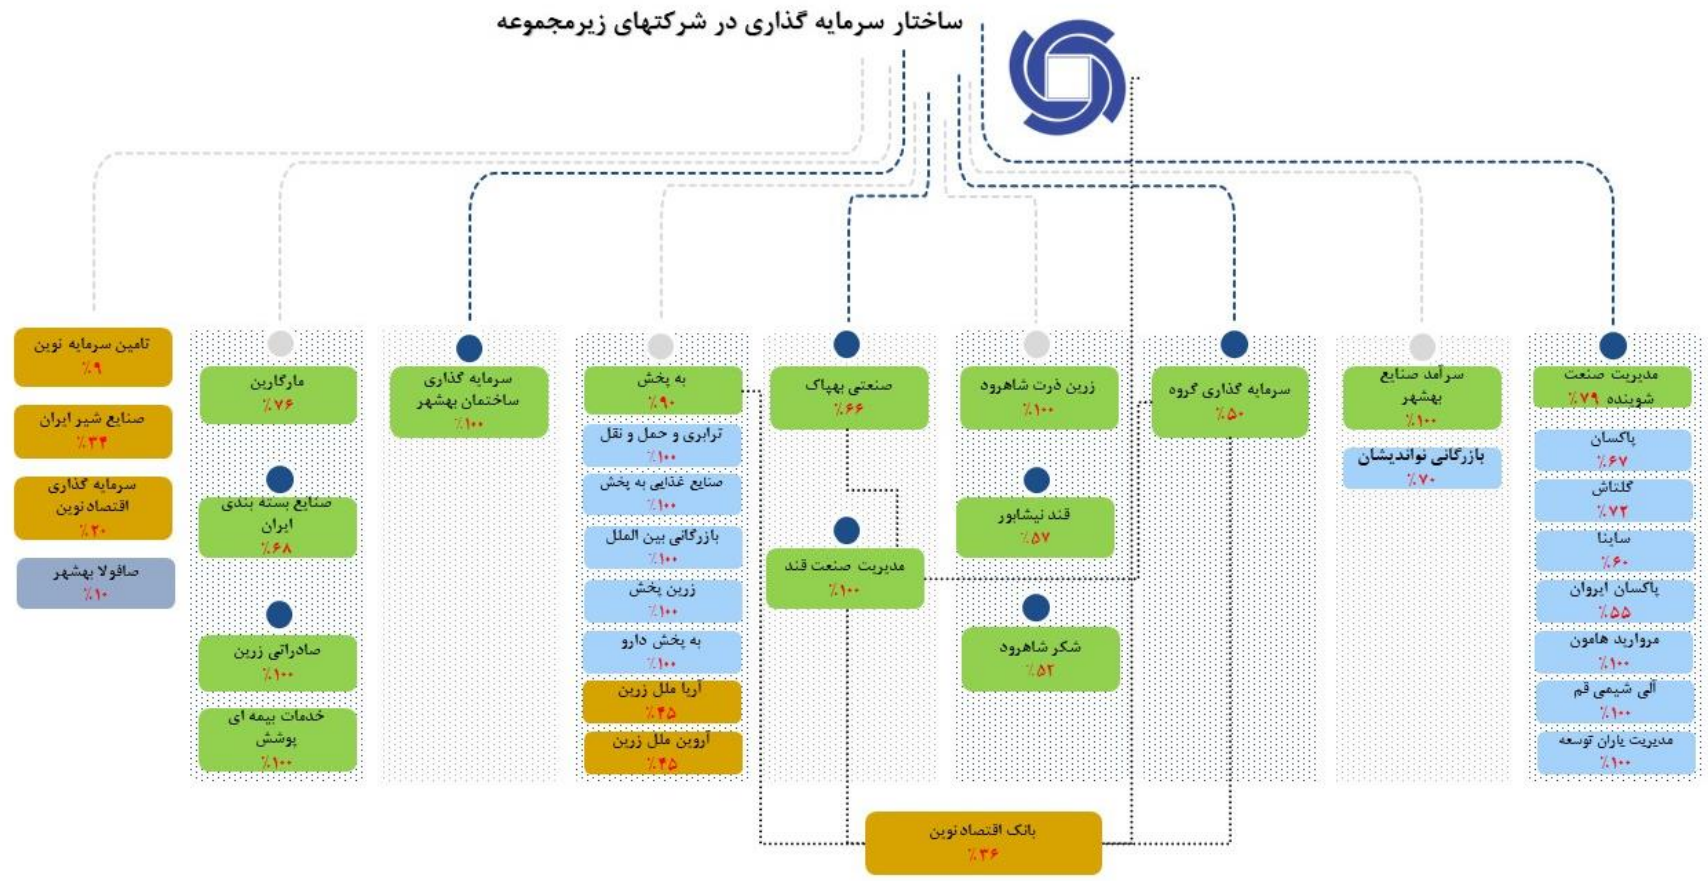 ساختار سرمایه گذاری در شرکتهای زیرمجموعه
مدیریت صنعت
شوینده ۷۹٪
پاکسان
۶۷٪
گلتاش
۷۲٪
ساینا
۶۰٪
پاکسان ایروان
۵۵٪
مروارید هامون
۱۰۰٪
آلی شیمی قم
۱۰۰٪
مدیریت یاران توسعه
۱۰۰٪
سرآمد صنایع
بهشهر
۱۰۰٪
بازرگانی نواندیشان
۷۰٪
سرمایه گذاری گروه
۵۰٪
زرین ذرت شاهرود
۱۰۰٪
قند نیشابور
۵۷٪
شکر شاهرود
۵۲٪
صنعتی بهپاک
۶۶٪
مدیریت صنعت قند
۱۰۰٪
به پخش
۹۰٪
ترابری و حمل و نقل
۱۰۰٪
صنایع غذایی به پخش
۱۰۰٪
بازرگانی بین الملل
۱۰۰٪
زرین پخش
۱۰۰٪
به پخش دارو
۱۰۰٪
آریا ملل زرین
۴۵٪
آروین ملل زرین
۴۵٪
سرمایه گذاری
ساختمان بهشهر
۱۰۰٪
مارگارین
۷۶٪
صنایع بسته بندی
ایران
۶۸٪
صادراتی زرین
۱۰۰٪
خدمات بیمه ای
پوشش
۱۰۰٪
تامین سرمایه نوین
۹٪
صنایع شیر ایران
۳۴٪
سرمایه گذاری
اقتصاد نوین
۲۰٪
صافولا بهشهر
۱۰٪
بانک اقتصاد نوین
۳۶٪